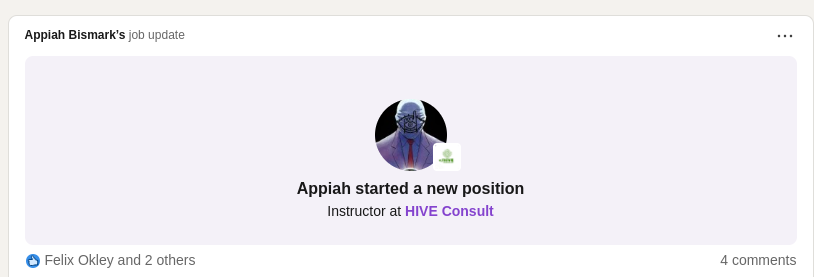 Appiah Bismark's job update
Appiah started a new position
Instructor at HIVE Consult
Felix Okley and 2 others
4 comments